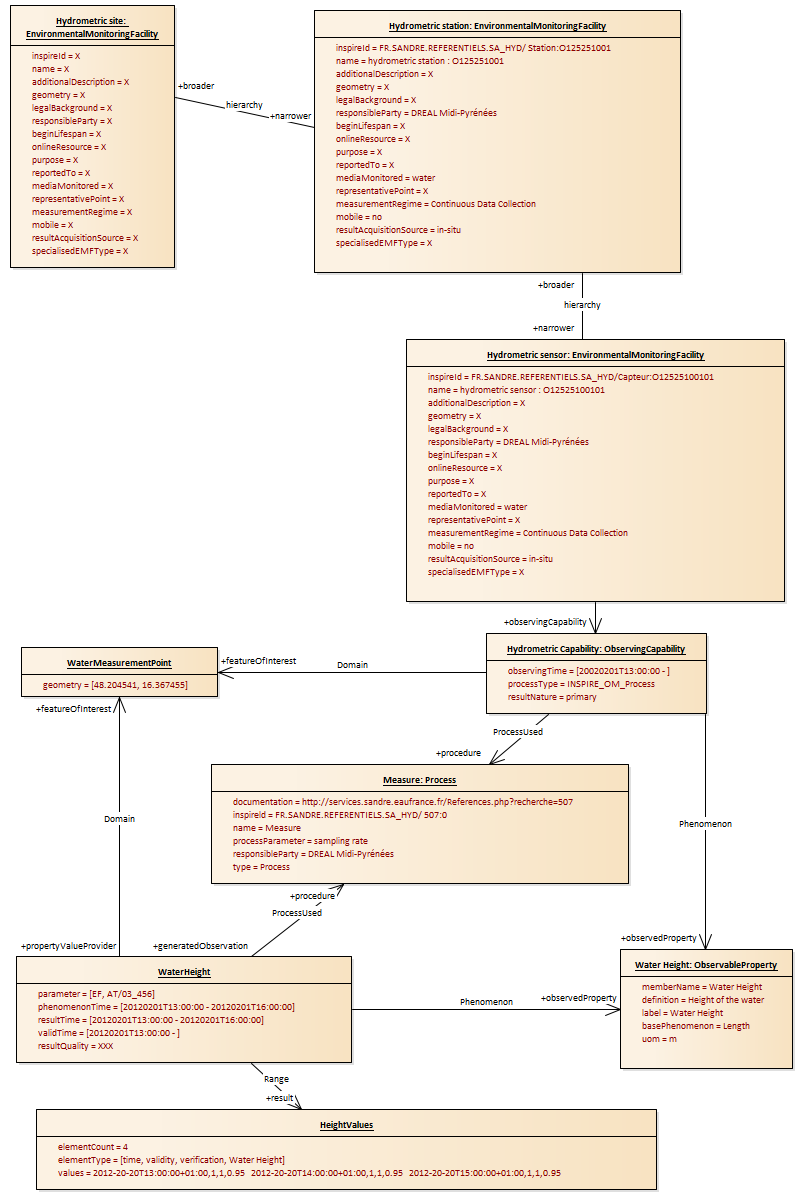 Hydrometric site:
EnvironmentalMonitoringFacility
inspireId = X
name = X
additionalDescription = X
geometry = X
legalBackground = X
responsibleParty = X
beginLifespan = X
onlineResource = X
purpose = X
reportedTo = X
mediaMonitored = X
representativePoint = X
measurementRegime = X
mobile = X
resultAcquisitionSource = X
specialisedEMFType = X
+broader
hierarchy
+narrower
Hydrometric station: EnvironmentalMonitoringFacility
inspireId = FR.SANDRE.REFERENTIELS.SA_HYD/ Station:O125251001
name = hydrometric station : O125251001
additionalDescription = X
geometry = X
legalBackground = X
responsibleParty = DREAL Midi-Pyrénées
beginLifespan = X
onlineResource = X
purpose = X
reportedTo = X
mediaMonitored = water
representativePoint = X
measurementRegime = Continuous Data Collection
mobile = no
resultAcquisitionSource = in-situ
specialisedEMFType = X
+broader
hierarchy
+narrower
Hydrometric sensor: EnvironmentalMonitoringFacility
inspireId = FR.SANDRE.REFERENTIELS.SA_HYD/Capteur:O12525100101
name = hydrometric sensor : O12525100101
additionalDescription = X
geometry = X
legalBackground = X
responsibleParty = DREAL Midi-Pyrénées
beginLifespan = X
onlineResource = X
purpose = X
reportedTo = X
mediaMonitored = water
representativePoint = X
measurementRegime = Continuous Data Collection
mobile = no
resultAcquisitionSource = in-situ
specialisedEMFType = X
+observingCapability
Hydrometric Capability: ObservingCapability
observingTime = [20020201T13:00:00 - ]
processType = INSPIRE_OM_Process
resultNature = primary
+featureOfInterest
Domain
WaterMeasurementPoint
geometry = [48.204541, 16.367455]
+featureOfInterest
ProcessUsed
+procedure
Measure: Process
documentation = http://services.sandre.eaufrance.fr/References.php?recherche=507
inspireId = FR.SANDRE.REFERENTIELS.SA_HYD/ 507:0
name = Measure
processParameter = sampling rate
responsibleParty = DREAL Midi-Pyrénées
type = Process
Domain
Phenomenon
+procedure
ProcessUsed
+propertyValueProvider
+generatedObservation
+observedProperty
WaterHeight
parameter = [EF, AT/03_456]
phenomenonTime = [20120201T13:00:00 - 20120201T16:00:00]
resultTime = [20120201T13:00:00 - 20120201T16:00:00]
validTime = [20120201T13:00:00 - ]
resultQuality = XXX
Phenomenon
+observedProperty
Water Height: ObservableProperty
memberName = Water Height
definition = Height of the water
label = Water Height
basePhenomenon = Length
uom = m
Range
+result
HeightValues
elementCount = 4
elementType = [time, validity, verification, Water Height]
values = 2012-20-20T13:00:00+01:00,1,1,0.95   2012-20-20T14:00:00+01:00,1,1,0.95   2012-20-20T15:00:00+01:00,1,1,0.95